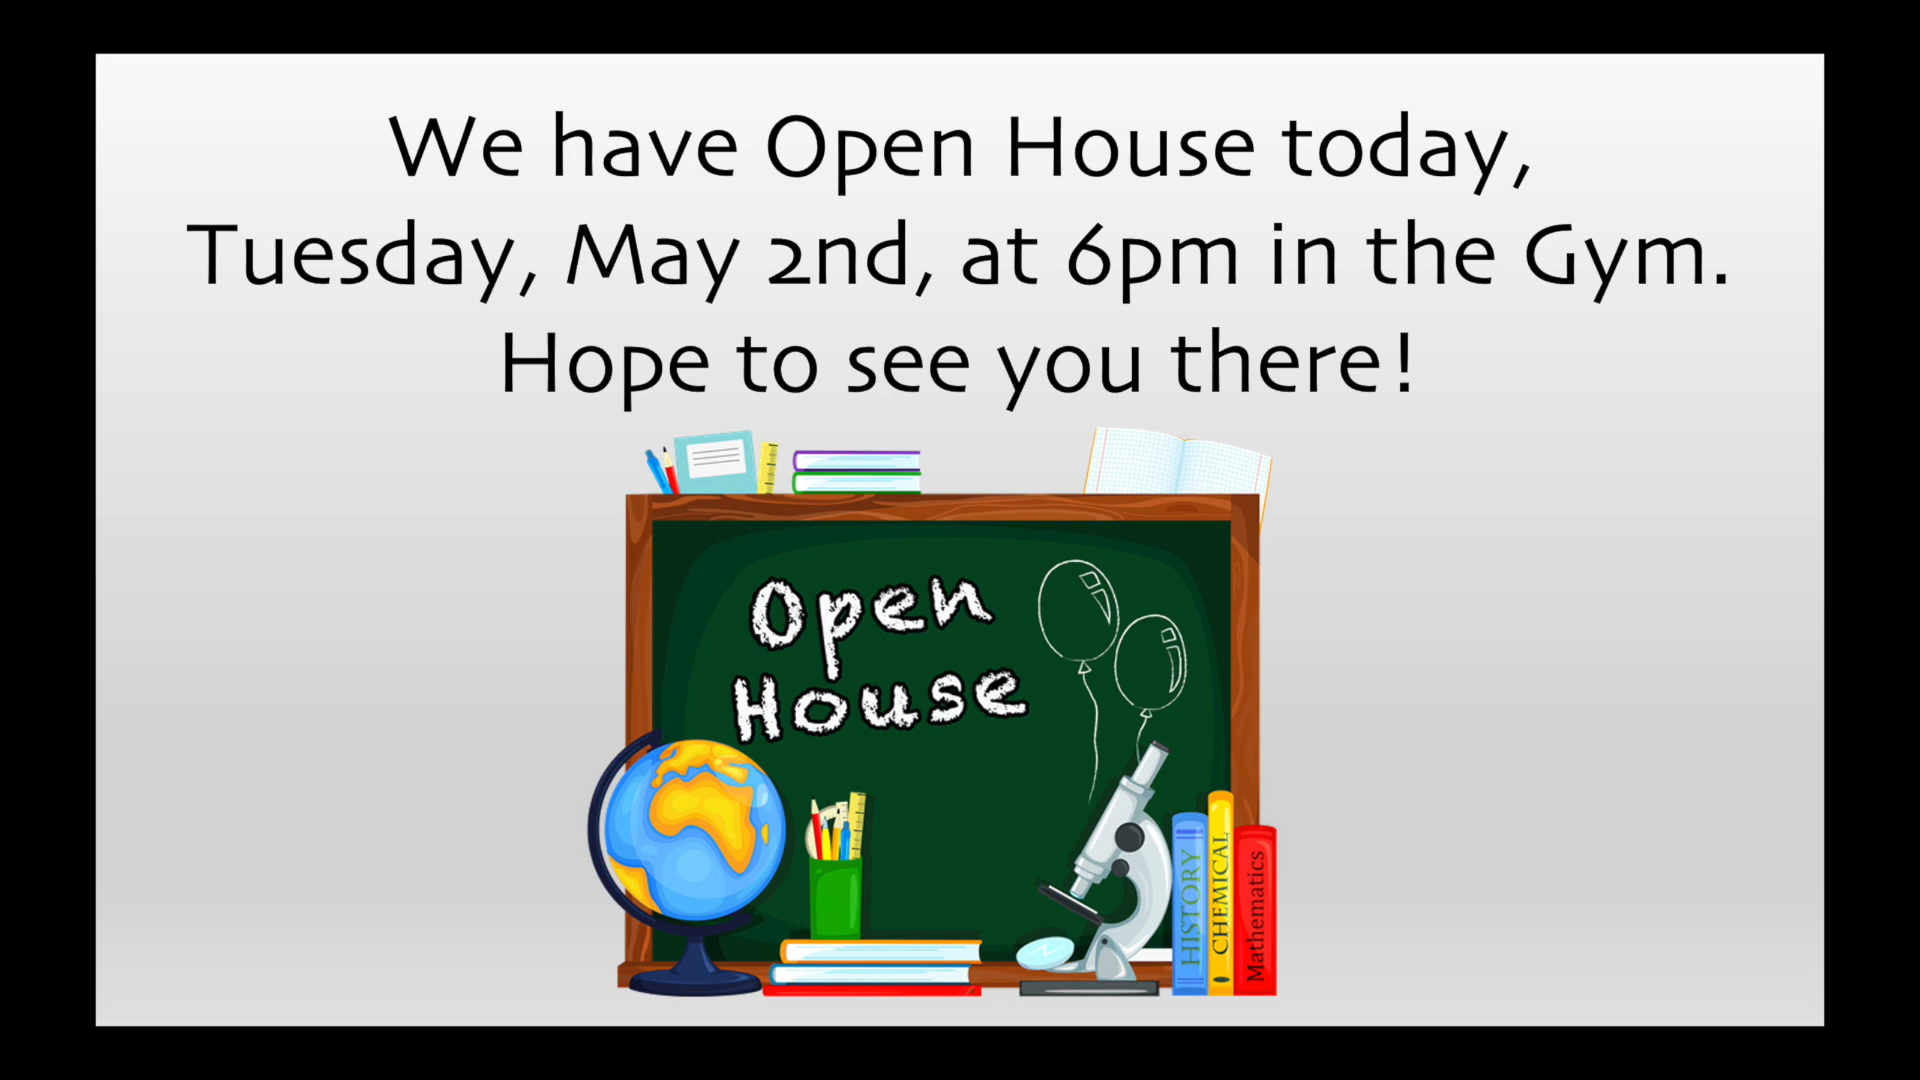 We have Open House today,
Tuesday, May 2nd, at 6pm in the Gym.
Hope to see you there!
Open
House
HISTORY
CHEMICAL
Mathematics